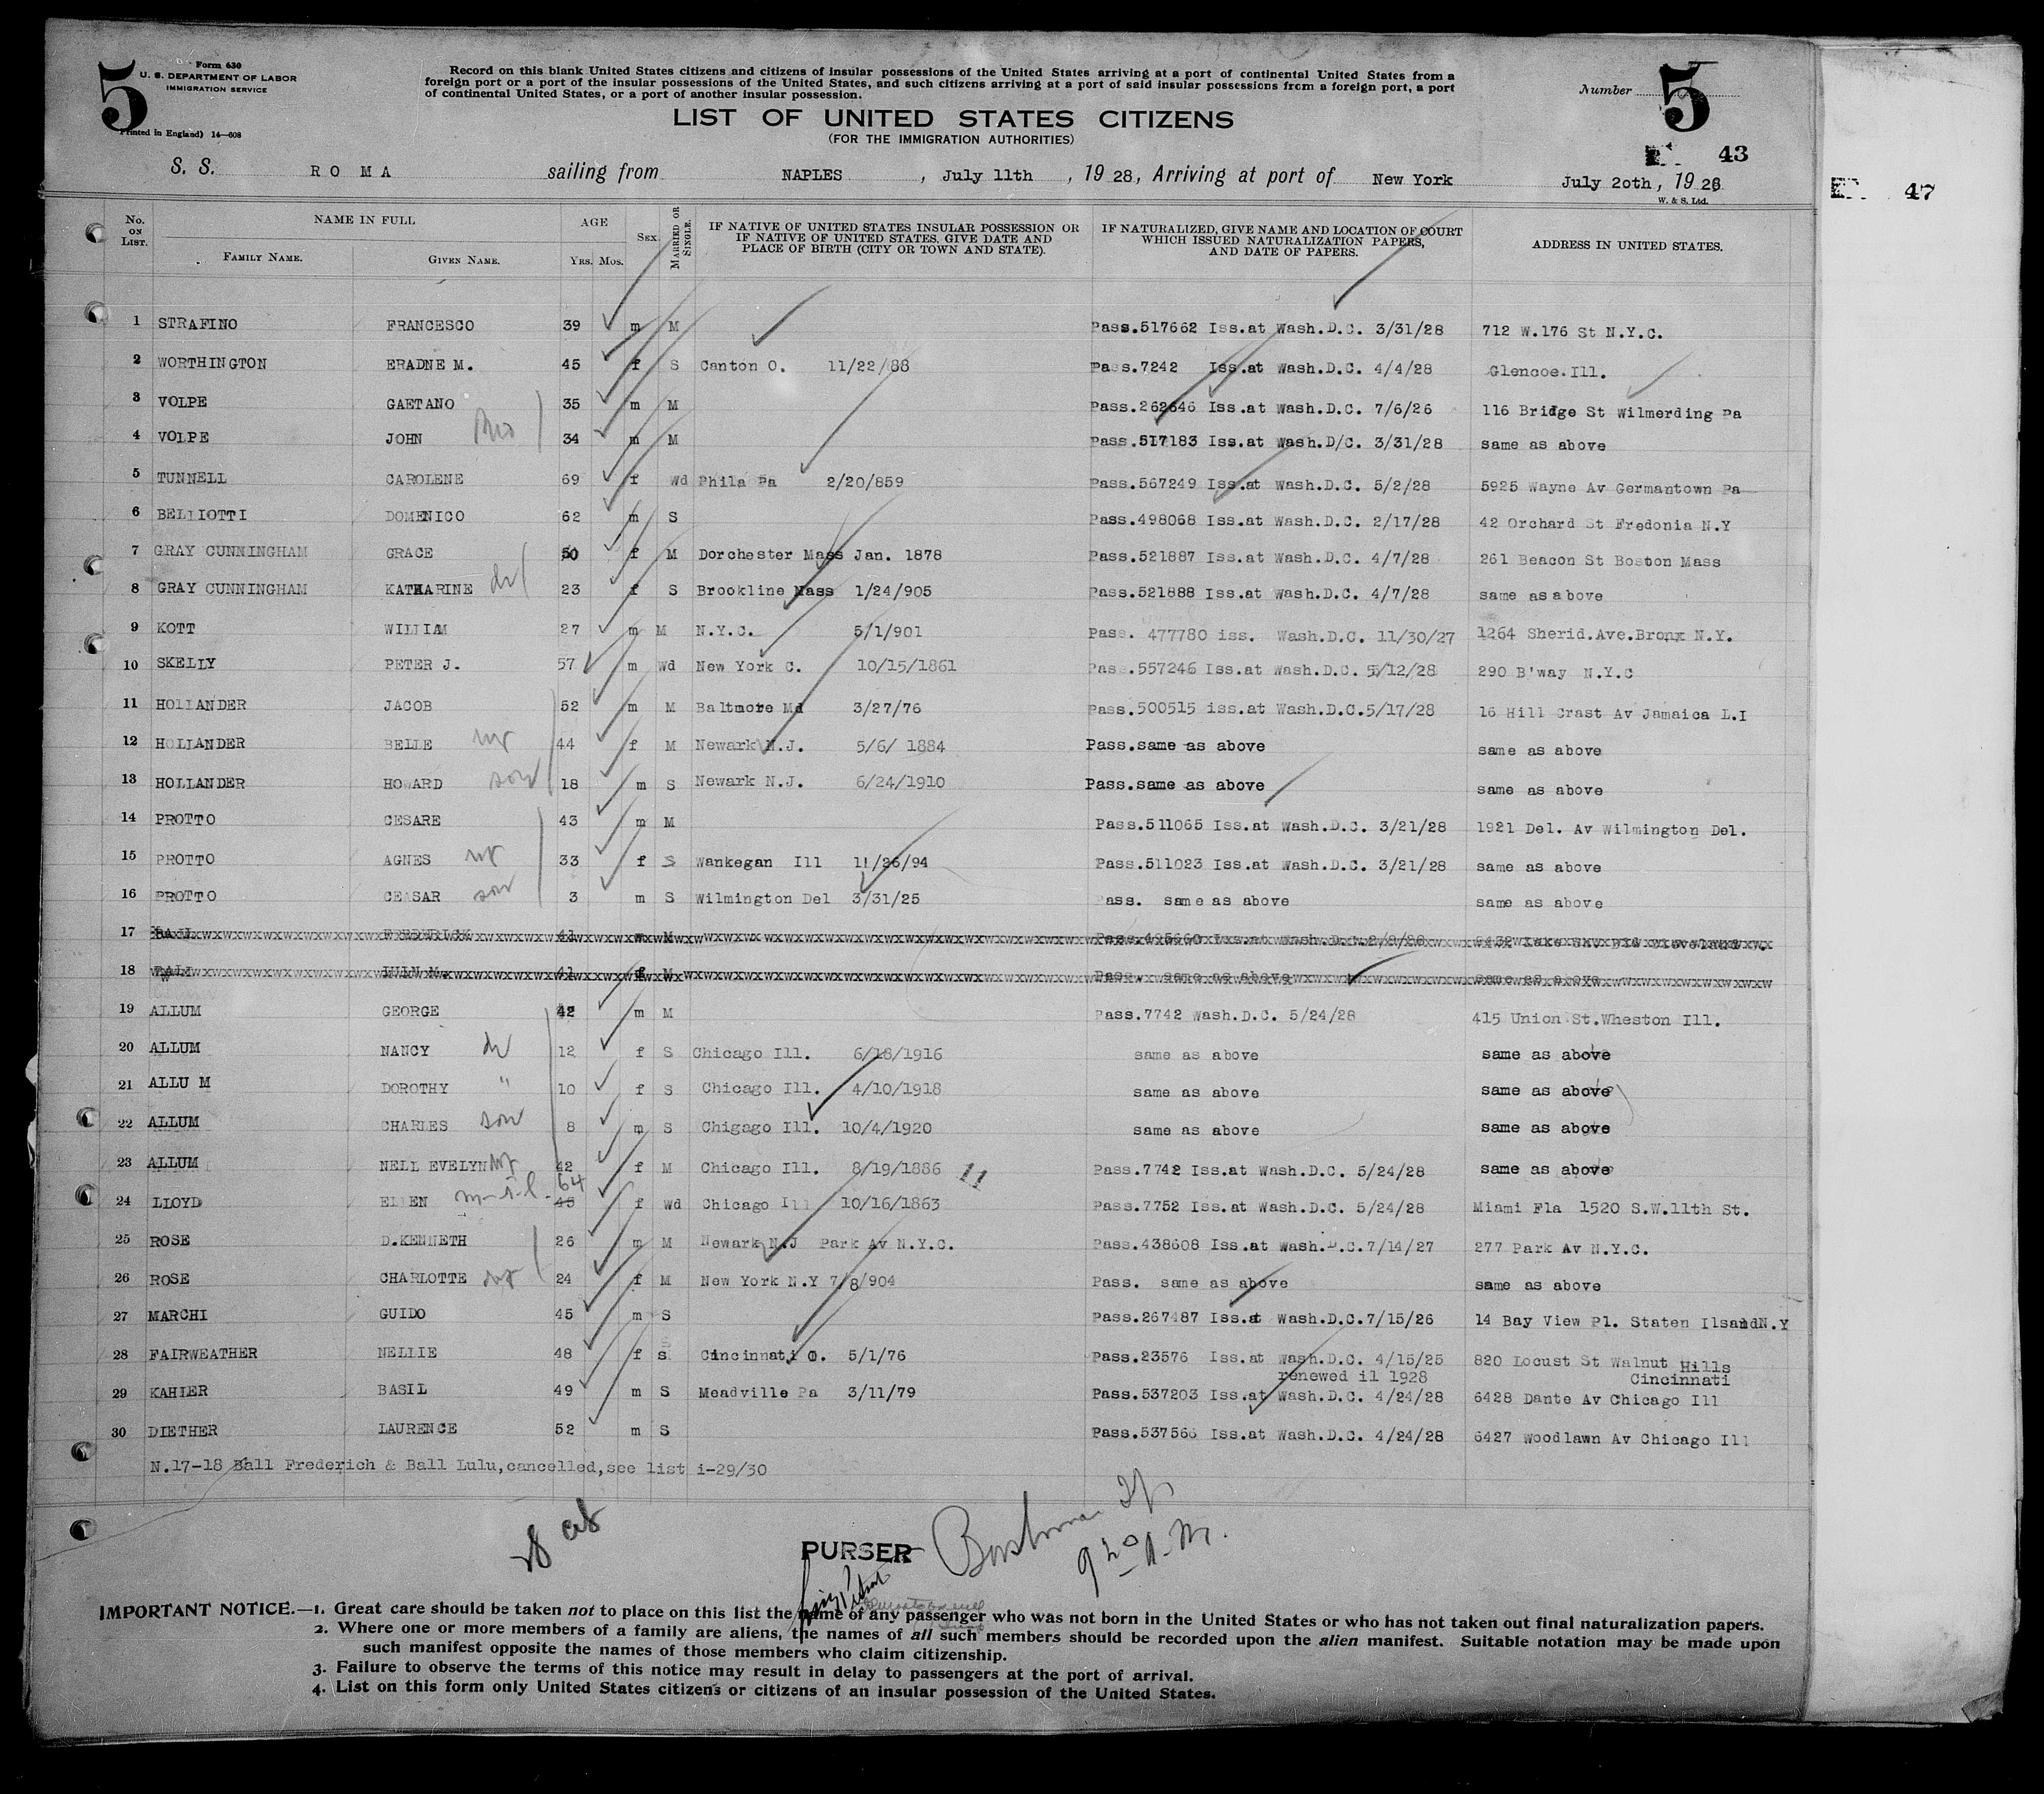 5
Form 630
U. S. DEPARTMENT OF LABOR
IMMIGRATION SERVICE
Printed in England) 14—608
Record on this blank United States citizens and citizens of insular possessions of the United States arriving at a port of continental United States from a
foreign port or a port of the insular possessions of the United States, and such citizens arriving at a port of said insular possessions from a foreign port, a port
of continental United States, or a port of another insular possession.
Number 5
LIST OF UNITED STATES CITIZENS
(FOR THE IMMIGRATION AUTHORITIES)
43
47
S. S. ROMA sailing from NAPLES, July 11th, 1928, Arriving at port of New York July 20th, 1928
W. & S. Ltd.
No. ON LIST. NAME IN FULL FAMILY NAME. GIVEN NAME. AGE YRS. MOS. SEX. MARRIED OR SINGLE. IF NATIVE OF UNITED STATES INSULAR POSSESSION OR IF NATIVE OF UNITED STATES, GIVE DATE AND PLACE OF BIRTH (CITY OR TOWN AND STATE). IF NATURALIZED, GIVE NAME AND LOCATION OF COURT WHICH ISSUED NATURALIZATION PAPERS, AND DATE OF PAPERS. ADDRESS IN UNITED STATES.
1 STRAFINO FRANCESCO 39 m M Pass.517662 Iss.at Wash.D.C. 3/31/28 712 W.176 St N.Y.C.
2 WORTHINGTON ERADNE M. 45 f S Canton O. 11/22/88 Pass.7242 Iss.at Wash.D.C. 4/4/28 Glencoe.Ill.
3 VOLPE GAETANO 35 m M Pass.262646 Iss.at Wash.D.C. 7/6/26 116 Bridge St Wilmerding Pa
4 VOLPE JOHN bro 34 m M Pass.517183 Iss.at Wash.D/C. 3/31/28 same as above
5 TUNNELL CAROLENE 69 f Wd Phila Pa 2/20/859 Pass.567249 Iss.at Wash.D.C. 5/2/28 5925 Wayne Av Germantown Pa
6 BELLIOTTI DOMENICO 62 m S Pass.498068 Iss.at Wash.D.C. 2/17/28 42 Orchard St Fredonia N.Y
7 GRAY CUNNINGHAM GRACE 50 f M Dorchester Mass Jan. 1878 Pass.521887 Iss.at Wash.D.C. 4/7/28 261 Beacon St Boston Mass
8 GRAY CUNNINGHAM KATHARINE dr 23 f S Brookline Mass 1/24/905 Pass.521888 Iss.at Wash.D.C. 4/7/28 same as above
9 KOTT WILLIAM 27 m M N.Y.C. 5/1/901 Pass. 477780 iss. Wash.D.C. 11/30/27 1264 Sherid.Ave.Bronx N.Y.
10 SKELLY PETER J. 57 m Wd New York C. 10/15/1861 Pass.557246 Iss.at Wash.D.C. 5/12/28 290 B'way N.Y.C
11 HOLLANDER JACOB 52 m M Baltmore Md 3/27/76 Pass.500515 iss.at Wash.D.C.5/17/28 16 Hill Crast Av Jamaica L.I
12 HOLLANDER BELLE wf 44 f M Newark N.J. 5/6/ 1884 Pass.same as above same as above
13 HOLLANDER HOWARD son 18 m S Newark N.J. 6/24/1910 Pass.same as above same as above
14 PROTTO CESARE 43 m M Pass.511065 Iss.at Wash.D.C. 3/21/28 1921 Del. Av Wilmington Del.
15 PROTTO AGNES wf 33 f S Wankegan Ill 11/26/94 Pass.511023 Iss.at Wash.D.C. 3/21/28 same as above
16 PROTTO CEASAR son 3 m S Wilmington Del 3/31/25 Pass. same as above same as above
17 FREDERICK 41 m M
18 LULU M. 41 f M Pass. same as above same as above
19 ALLUM GEORGE 42 m M Pass.7742 Wash.D.C. 5/24/28 415 Union St.Wheston Ill.
20 ALLUM NANCY dr 12 f S Chicago Ill. 6/18/1916 same as above same as above
21 ALLU M DOROTHY " 10 f S Chicago Ill. 4/10/1918 same as above same as above
22 ALLUM CHARLES son 8 m S Chigago Ill. 10/4/1920 same as above same as above
23 ALLUM NELL EVELYN wf 42 f M Chicago Ill. 8/19/1886 11 Pass.7742 Iss.at Wash.D.C. 5/24/28 same as above
24 LLOYD ELLEN m-i-l. 64 45 f Wd Chicago Ill 10/16/1863 Pass.7752 Iss.at Wash.D.C. 5/24/28 Miami Fla 1520 S.W.11th St.
25 ROSE D.KENNETH 26 m M Newark N.J Park Av N.Y.C. Pass.438608 Iss.at Wash.D.C.7/14/27 277 Park Av N.Y.C.
26 ROSE CHARLOTTE wf 24 f M New York N.Y 7/8/904 Pass. same as above same as above
27 MARCHI GUIDO 45 m S Pass.267487 Iss.at Wash.D.C.7/15/26 14 Bay View Pl. Staten IlsandN.Y
28 FAIRWEATHER NELLIE 48 f s Cincinnati O. 5/1/76 Pass.23576 Iss.at Wash.D.C. 4/15/25 820 Locust St Walnut Hills
renewed il 1928 Cincinnati
29 KAHLER BASIL 49 m S Meadville Pa 3/11/79 Pass.537203 Iss.at Wash.D.C. 4/24/28 6428 Dante Av Chicago Ill
30 DIETHER LAURENCE 52 m S Pass.537566 Iss.at Wash.D.C. 4/24/28 6427 Woodlawn Av Chicago Ill
N.17-18 Ball Frederich & Ball Lulu,cancelled,see list i-29/30
PURSER
IMPORTANT NOTICE.—1. Great care should be taken not to place on this list the name of any passenger who was not born in the United States or who has not taken out final naturalization papers.
2. Where one or more members of a family are aliens, the names of all such members should be recorded upon the alien manifest. Suitable notation may be made upon
such manifest opposite the names of those members who claim citizenship.
3. Failure to observe the terms of this notice may result in delay to passengers at the port of arrival.
4. List on this form only United States citizens or citizens of an insular possession of the United States.